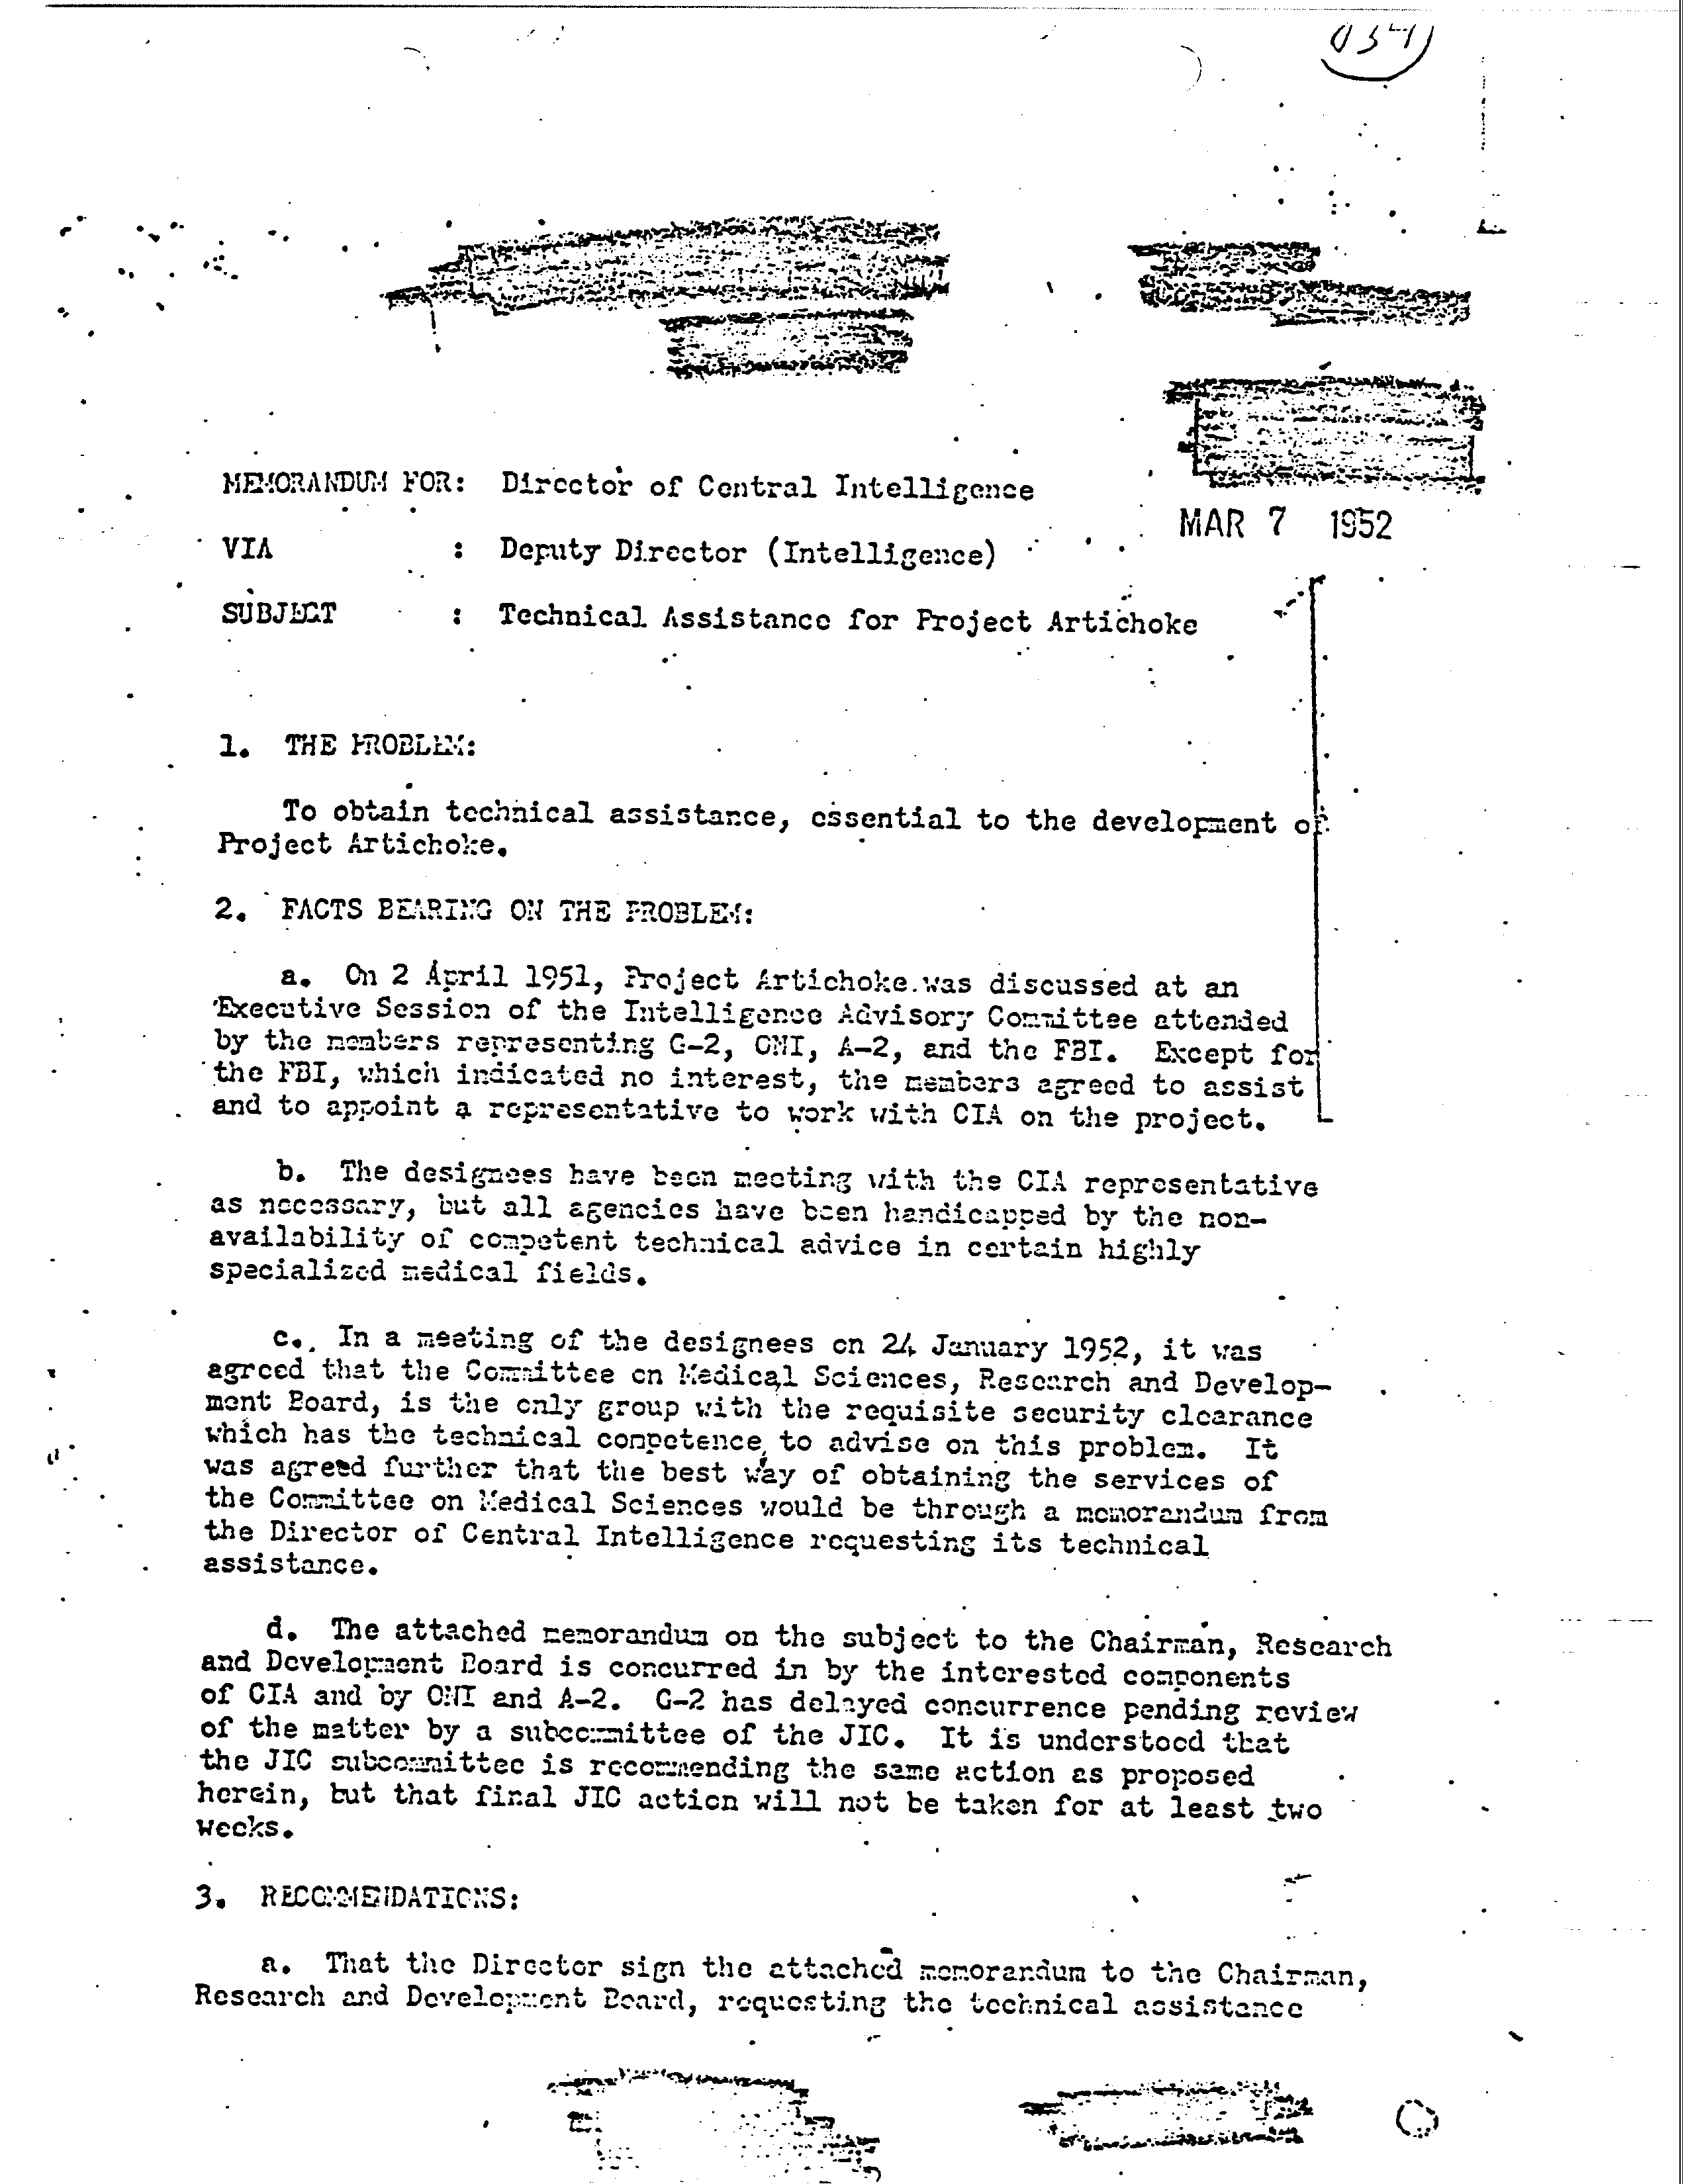 MEMORANDUM FOR: Director of Central Intelligence
MAR 7 1952
VIA : Deputy Director (Intelligence)
SUBJECT : Technical Assistance for Project Artichoke
1. THE PROBLEM:
To obtain technical assistance, essential to the development of
Project Artichoke.
2. FACTS BEARING ON THE PROBLEM:
a. On 2 April 1951, Project Artichoke was discussed at an
Executive Session of the Intelligence Advisory Committee attended
by the members representing G-2, ONI, A-2, and the FBI. Except for
the FBI, which indicated no interest, the members agreed to assist
and to appoint a representative to work with CIA on the project.
b. The designees have been meeting with the CIA representative
as necessary, but all agencies have been handicapped by the non-
availability of competent technical advice in certain highly
specialized medical fields.
c. In a meeting of the designees on 24 January 1952, it was
agreed that the Committee on Medical Sciences, Research and Develop-
ment Board, is the only group with the requisite security clearance
which has the technical competence to advise on this problem. It
was agreed further that the best way of obtaining the services of
the Committee on Medical Sciences would be through a memorandum from
the Director of Central Intelligence requesting its technical
assistance.
d. The attached memorandum on the subject to the Chairman, Research
and Development Board is concurred in by the interested components
of CIA and by ONI and A-2. G-2 has delayed concurrence pending review
of the matter by a subcommittee of the JIC. It is understood that
the JIC subcommittee is recommending the same action as proposed
herein, but that final JIC action will not be taken for at least two
weeks.
3. RECOMMENDATIONS:
a. That the Director sign the attached memorandum to the Chairman,
Research and Development Board, requesting the technical assistance